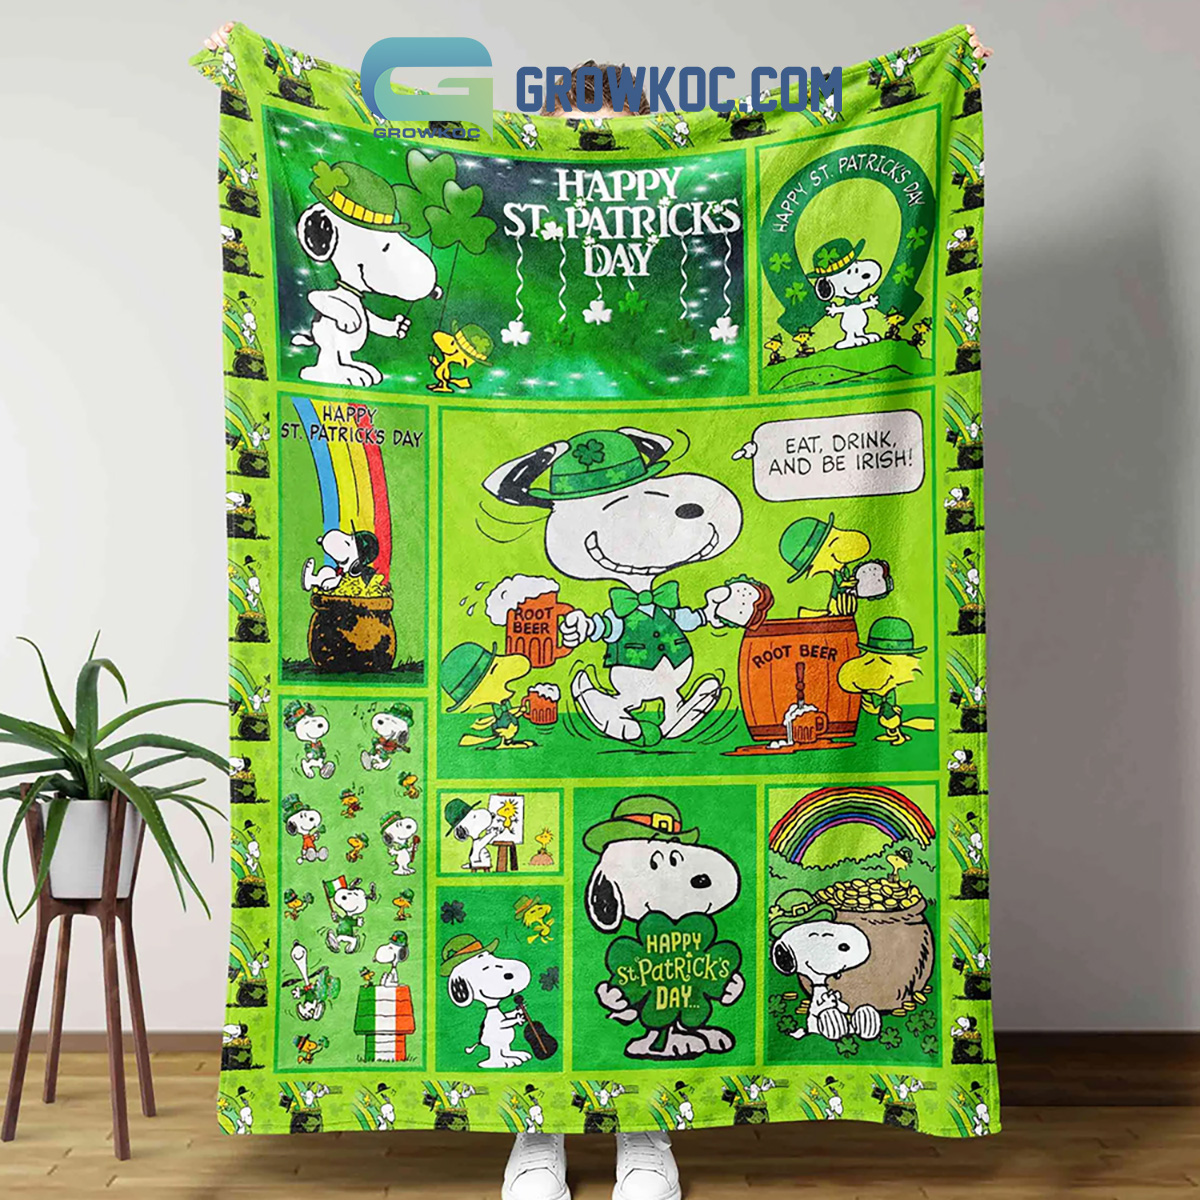 GROWKOC.COM
GROWKOC
HAPPY
ST. PATRICK'S
DAY
HAPPY ST. PATRICK'S DAY
HAPPY
ST. PATRICK'S DAY
EAT, DRINK,
AND BE IRISH!
ROOT
BEER
ROOT BEER
HAPPY
St. PatRick's
DAY...